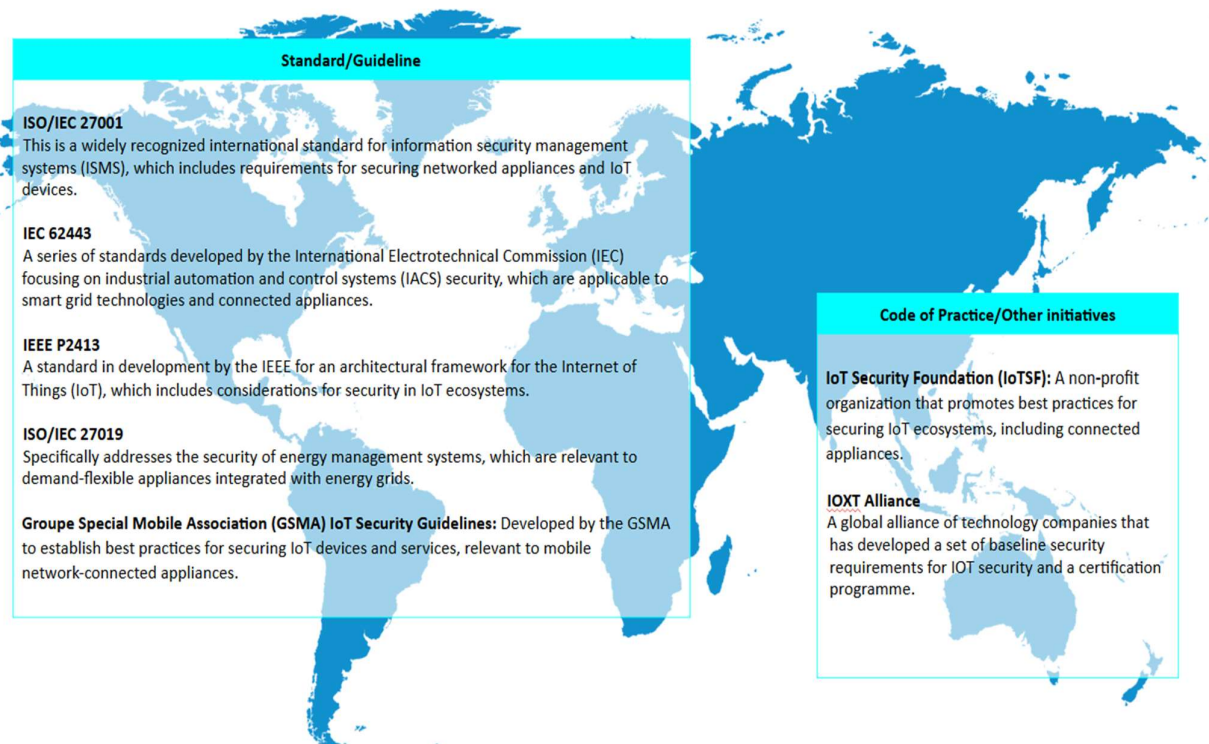 Standard/Guideline
ISO/IEC 27001
This is a widely recognized international standard for information security management
systems (ISMS), which includes requirements for securing networked appliances and IoT
devices.
IEC 62443
A series of standards developed by the International Electrotechnical Commission (IEC)
focusing on industrial automation and control systems (IACS) security, which are applicable to
smart grid technologies and connected appliances.
IEEE P2413
A standard in development by the IEEE for an architectural framework for the Internet of
Things (IoT), which includes considerations for security in IoT ecosystems.
ISO/IEC 27019
Specifically addresses the security of energy management systems, which are relevant to
demand-flexible appliances integrated with energy grids.
Groupe Special Mobile Association (GSMA) IoT Security Guidelines: Developed by the GSMA
to establish best practices for securing IoT devices and services, relevant to mobile
network-connected appliances.
Code of Practice/Other initiatives
IoT Security Foundation (IoTSF): A non-profit
organization that promotes best practices for
securing IoT ecosystems, including connected
appliances.
IOXT Alliance
A global alliance of technology companies that
has developed a set of baseline security
requirements for IOT security and a certification
programme.